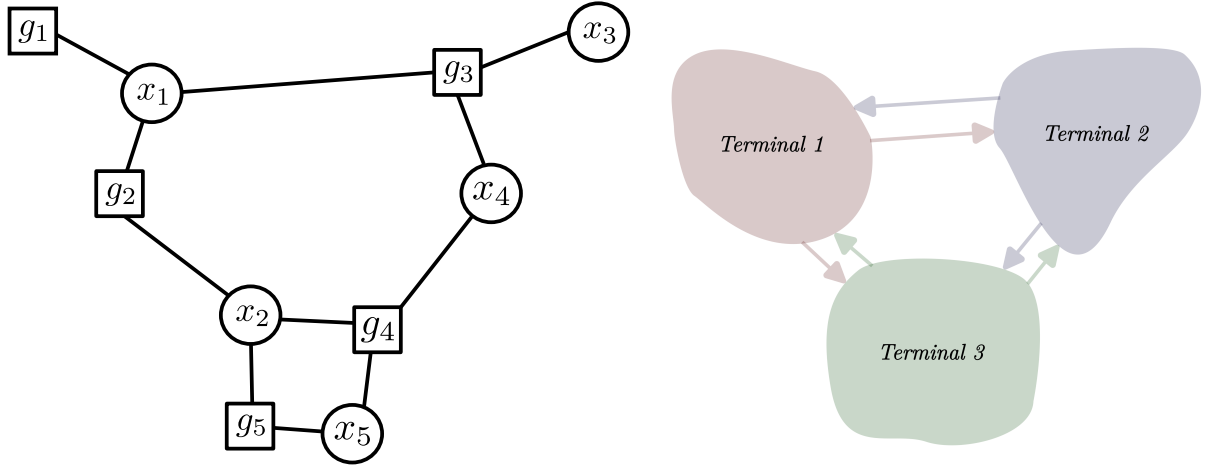 g₁
x₃
g₃
x₁
g₂
x₄
x₂
g₄
g₅
x₅
Terminal 1
Terminal 2
Terminal 3